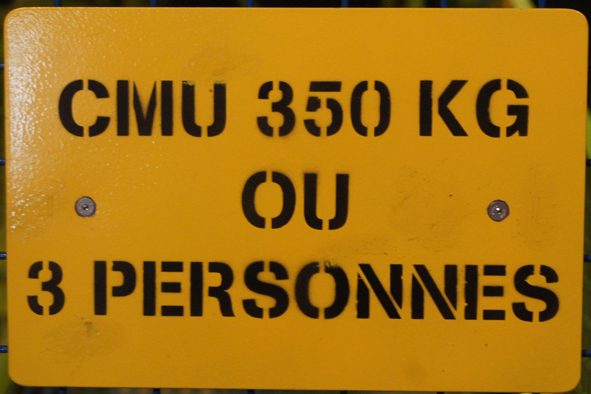 CMU 350 KG
OU
3 PERSONNES